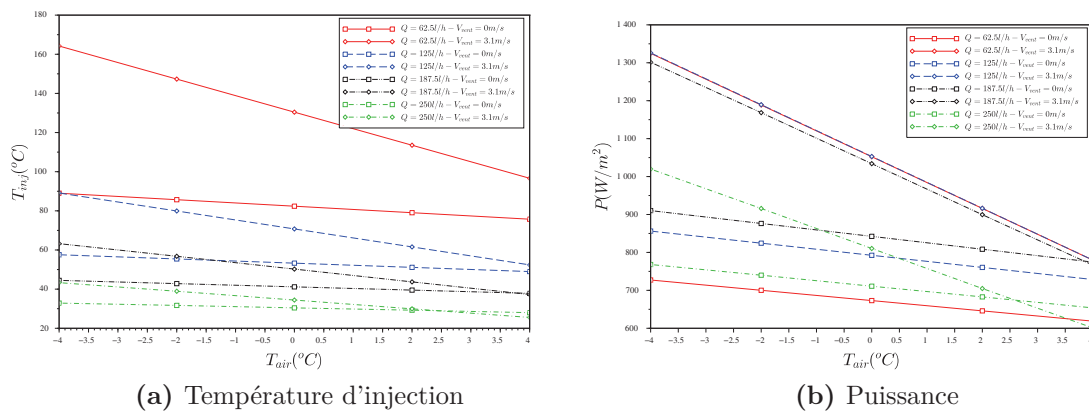 180
160
140
120
100
80
60
40
20
T_inj(°C)
Q = 62.5l/h − V_vent = 0m/s
Q = 62.5l/h − V_vent = 3.1m/s
Q = 125l/h − V_vent = 0m/s
Q = 125l/h − V_vent = 3.1m/s
Q = 187.5l/h − V_vent = 0m/s
Q = 187.5l/h − V_vent = 3.1m/s
Q = 250l/h − V_vent = 0m/s
Q = 250l/h − V_vent = 3.1m/s
−4 −3.5 −3 −2.5 −2 −1.5 −1 −0.5 0 0.5 1 1.5 2 2.5 3 3.5 4
T_air(°C)
(a) Température d'injection
1 400
1 300
1 200
1 100
1 000
900
800
700
600
P(W/m²)
Q = 62.5l/h − V_vent = 0m/s
Q = 62.5l/h − V_vent = 3.1m/s
Q = 125l/h − V_vent = 0m/s
Q = 125l/h − V_vent = 3.1m/s
Q = 187.5l/h − V_vent = 0m/s
Q = 187.5l/h − V_vent = 3.1m/s
Q = 250l/h − V_vent = 0m/s
Q = 250l/h − V_vent = 3.1m/s
−4 −3.5 −3 −2.5 −2 −1.5 −1 −0.5 0 0.5 1 1.5 2 2.5 3 3.5
T_air(°C)
(b) Puissance